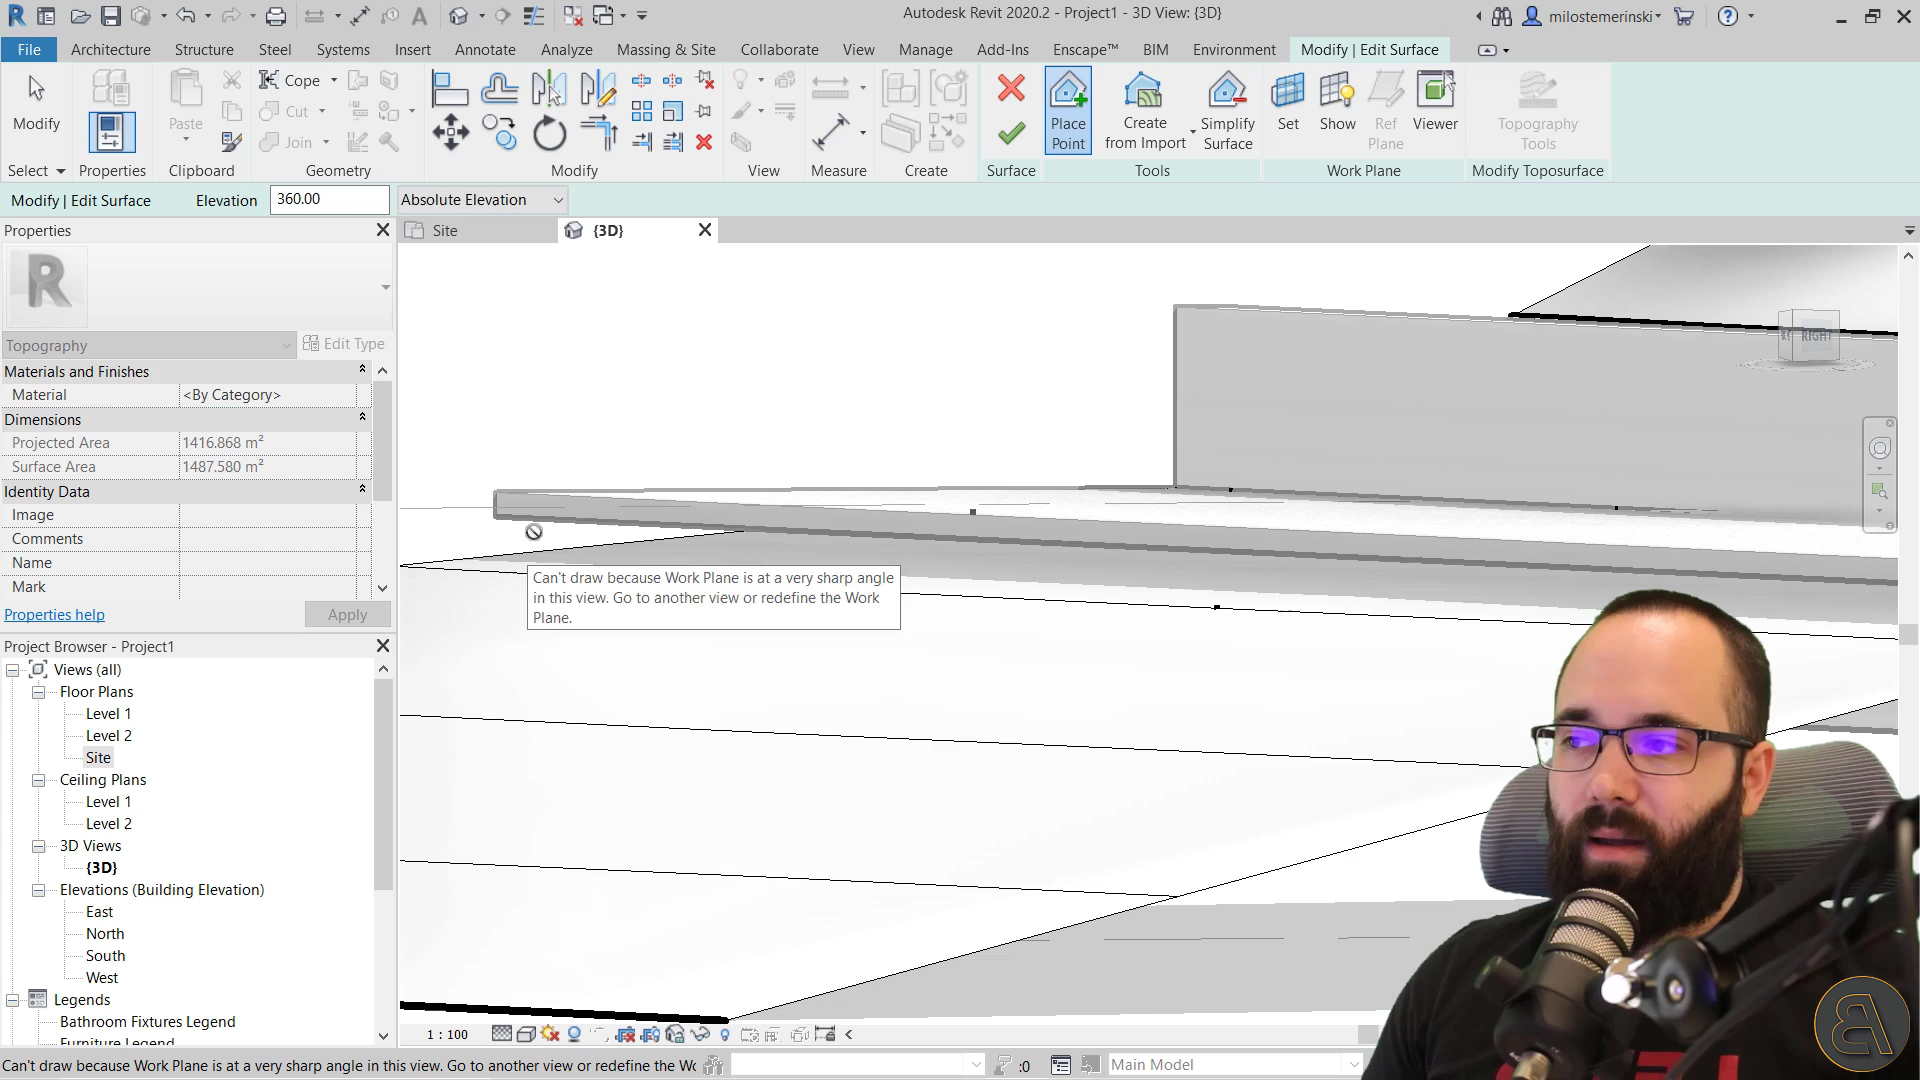 Autodesk Revit 2020.2 - Project1 - 3D View: {3D}
milostemerinski
File
Architecture
Structure
Steel
Systems
Insert
Annotate
Analyze
Massing & Site
Collaborate
View
Manage
Add-Ins
Enscape™
BIM
Environment
Modify | Edit Surface
Modify
Paste
Cope
Cut
Join
Place Point
Create from Import
Simplify Surface
Set
Show
Ref Plane
Viewer
Topography Tools
Select
Properties
Clipboard
Geometry
Modify
View
Measure
Create
Surface
Tools
Work Plane
Modify Toposurface
Modify | Edit Surface
Elevation
360.00
Absolute Elevation
Properties
Site
{3D}
R
Topography
Edit Type
Materials and Finishes
Material
<By Category>
Dimensions
Projected Area
1416.868 m²
Surface Area
1487.580 m²
Identity Data
Image
Comments
Name
Mark
Properties help
Apply
RIGHT
Can't draw because Work Plane is at a very sharp angle
in this view. Go to another view or redefine the Work
Plane.
Project Browser - Project1
Views (all)
Floor Plans
Level 1
Level 2
Site
Ceiling Plans
Level 1
Level 2
3D Views
{3D}
Elevations (Building Elevation)
East
North
South
West
Legends
Bathroom Fixtures Legend
Furniture Legend
1 : 100
Can't draw because Work Plane is at a very sharp angle in this view. Go to another view or redefine the Wo
:0
Main Model